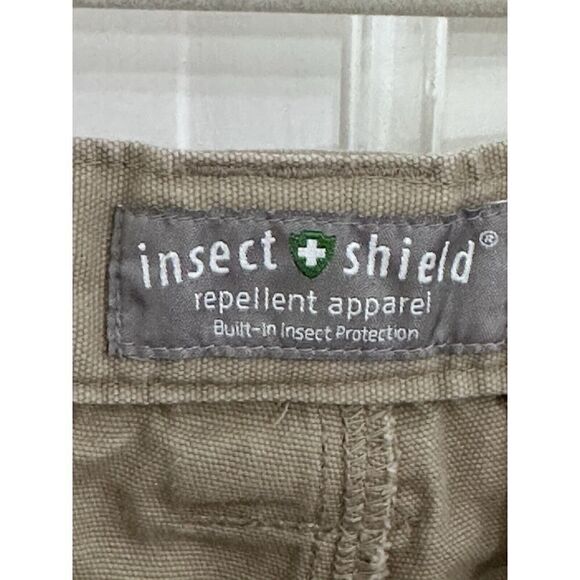 insect shield®
repellent apparel
Built-In Insect Protection